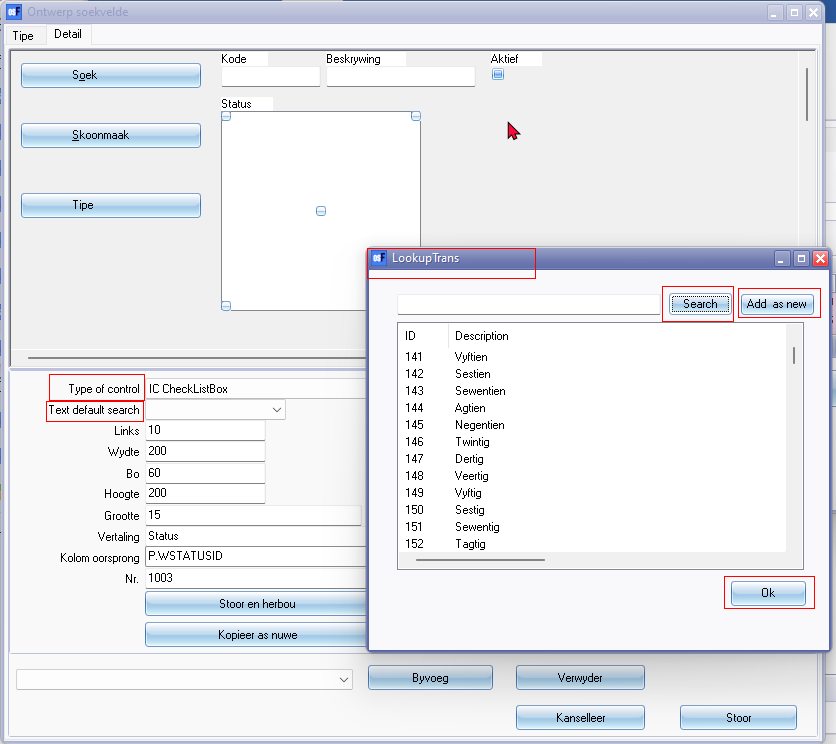 Ontwerp soekvelde
Tipe Detail
Kode Beskrywing Aktief
Soek
Status
Skoonmaak
Tipe
LookupTrans
Search Add as new
ID Description
141 Vyftien
142 Sestien
143 Sewentien
144 Agtien
145 Negentien
146 Twintig
147 Dertig
148 Veertig
149 Vyftig
150 Sestig
151 Sewentig
152 Tagtig
Ok
Type of control IC CheckListBox
Text default search
Links 10
Wydte 200
Bo 60
Hoogte 200
Grootte 15
Vertaling Status
Kolom oorsprong P.WSTATUSID
Nr. 1003
Stoor en herbou
Kopieer as nuwe
Byvoeg Verwyder
Kanselleer Stoor